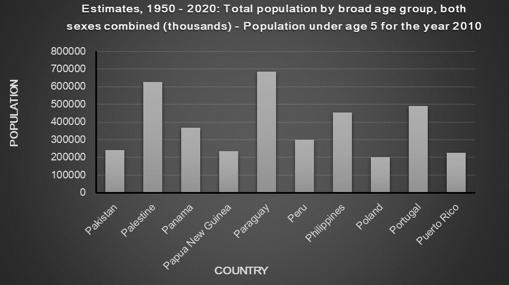 Estimates, 1950 - 2020: Total population by broad age group, both
sexes combined (thousands) - Population under age 5 for the year 2010
POPULATION
800000
700000
600000
500000
400000
300000
200000
100000
0
Pakistan
Palestine
Panama
Papua New Guinea
Paraguay
Peru
Philippines
Poland
Portugal
Puerto Rico
COUNTRY